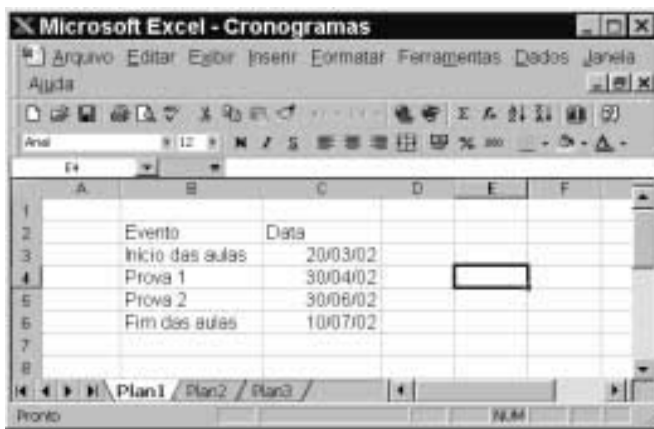 Microsoft Excel - Cronogramas
Arquivo Editar Exibir Inserir Formatar Ferramentas Dados Janela
Ajuda
Arial 12 N I S % 000
E4 =
A B C D E F
1
2 Evento Data
3 Início das aulas 20/03/02
4 Prova 1 30/04/02
5 Prova 2 30/06/02
6 Fim das aulas 10/07/02
7
8
Plan1 Plan2 Plan3
Pronto NUM